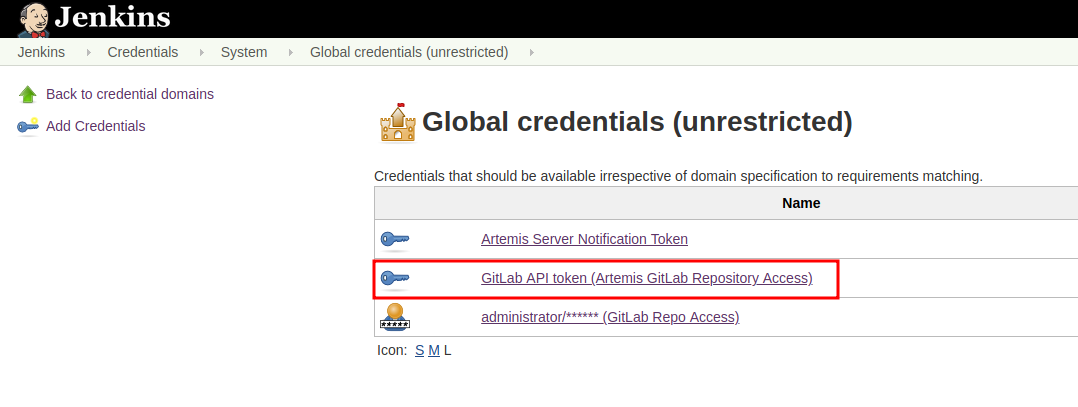 Jenkins
Jenkins Credentials System Global credentials (unrestricted)
Back to credential domains
Add Credentials
Global credentials (unrestricted)
Credentials that should be available irrespective of domain specification to requirements matching.
Name
Artemis Server Notification Token
GitLab API token (Artemis GitLab Repository Access)
administrator/****** (GitLab Repo Access)
Icon: S M L